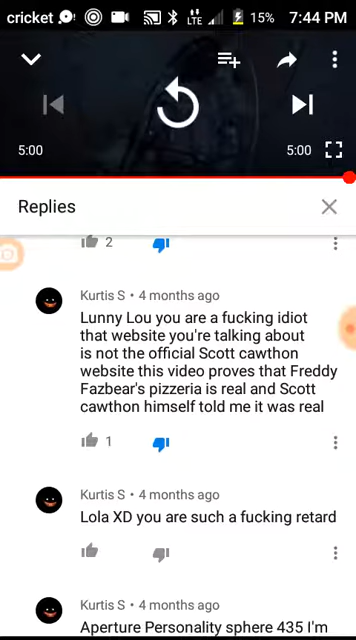 cricket LTE 15% 7:44 PM
5:00 5:00
Replies
2
Kurtis S • 4 months ago
Lunny Lou you are a fucking idiot
that website you're talking about
is not the official Scott cawthon
website this video proves that Freddy
Fazbear's pizzeria is real and Scott
cawthon himself told me it was real
1
Kurtis S • 4 months ago
Lola XD you are such a fucking retard
Kurtis S • 4 months ago
Aperture Personality sphere 435 I'm